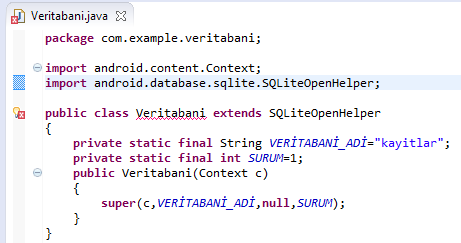 Veritabani.java
package com.example.veritabani;
import android.content.Context;
import android.database.sqlite.SQLiteOpenHelper;
public class Veritabani extends SQLiteOpenHelper
{
private static final String VERİTABANİ_ADİ="kayitlar";
private static final int SURUM=1;
public Veritabani(Context c)
{
super(c,VERİTABANİ_ADİ,null,SURUM);
}
}